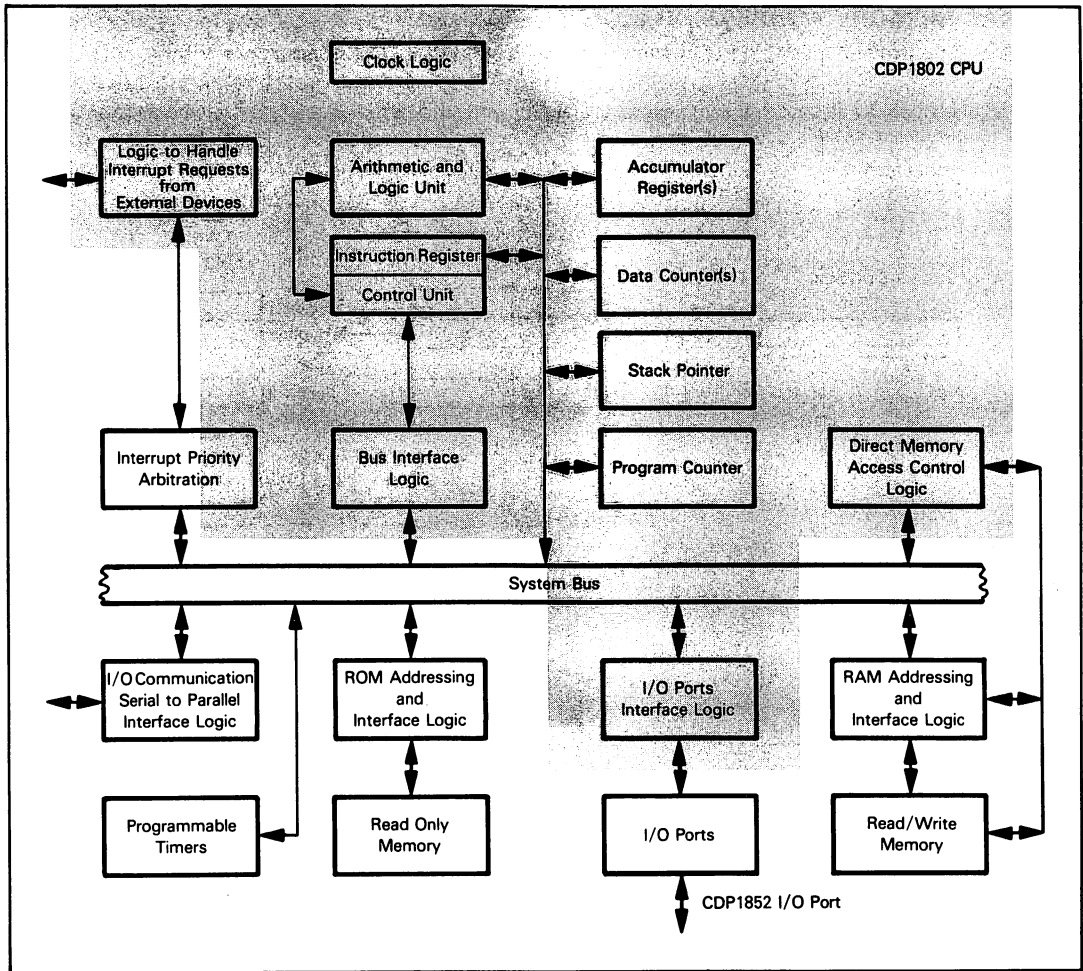 Clock Logic
CDP1802 CPU
Logic to Handle
Interrupt Requests
from
External Devices
Arithmetic and
Logic Unit
Accumulator
Register(s)
Instruction Register
Control Unit
Data Counter(s)
Stack Pointer
Interrupt Priority
Arbitration
Bus Interface
Logic
Program Counter
Direct Memory
Access Control
Logic
System Bus
I/O Communication
Serial to Parallel
Interface Logic
ROM Addressing
and
Interface Logic
I/O Ports
Interface Logic
RAM Addressing
and
Interface Logic
Programmable
Timers
Read Only
Memory
I/O Ports
Read/Write
Memory
CDP1852 I/O Port